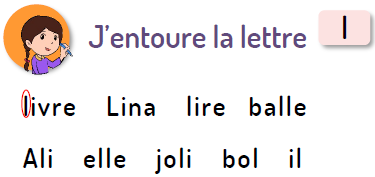 J'entoure la lettre l
livre Lina lire balle
Ali elle joli bol il